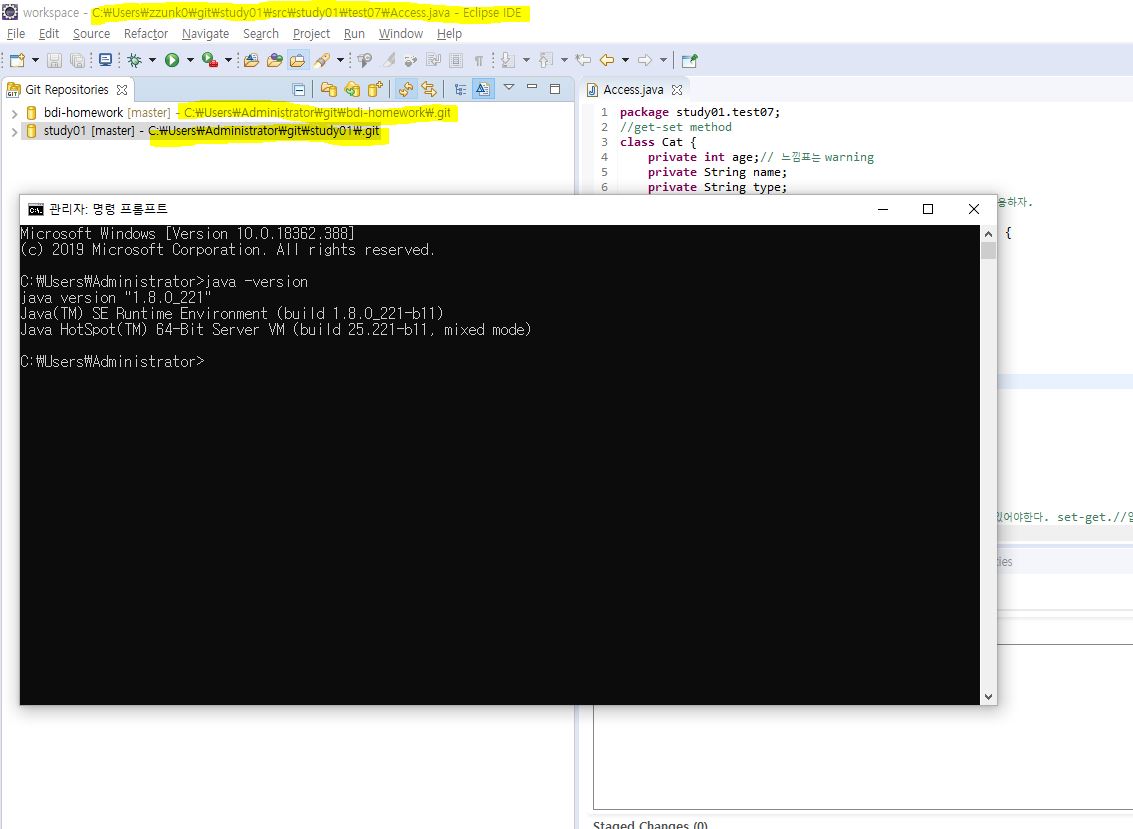 workspace - C:₩Users₩zzunk0₩git₩study01₩src₩study01₩test07₩Access.java - Eclipse IDE
File Edit Source Refactor Navigate Search Project Run Window Help
Git Repositories
bdi-homework [master] - C:₩Users₩Administrator₩git₩bdi-homework₩.git
study01 [master] - C:₩Users₩Administrator₩git₩study01₩.git
Access.java
1 package study01.test07;
2 //get-set method
3 class Cat {
4 private int age;// 느낌표는 warning
5 private String name;
6 private String type;
용하자.
{
관리자: 명령 프롬프트
Microsoft Windows [Version 10.0.18362.388]
(c) 2019 Microsoft Corporation. All rights reserved.
C:₩Users₩Administrator>java -version
java version "1.8.0_221"
Java(TM) SE Runtime Environment (build 1.8.0_221-b11)
Java HotSpot(TM) 64-Bit Server VM (build 25.221-b11, mixed mode)
C:₩Users₩Administrator>
있어야한다. set-get.//
ties
Staged Changes (0)